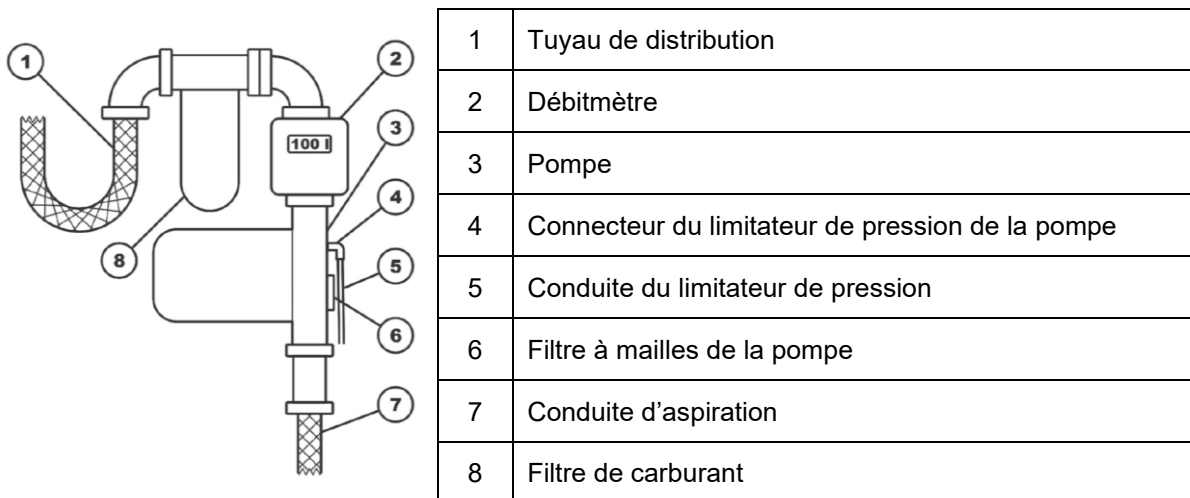 1
2
3
4
5
6
7
8
100 l
1 Tuyau de distribution
2 Débitmètre
3 Pompe
4 Connecteur du limitateur de pression de la pompe
5 Conduite du limitateur de pression
6 Filtre à mailles de la pompe
7 Conduite d’aspiration
8 Filtre de carburant